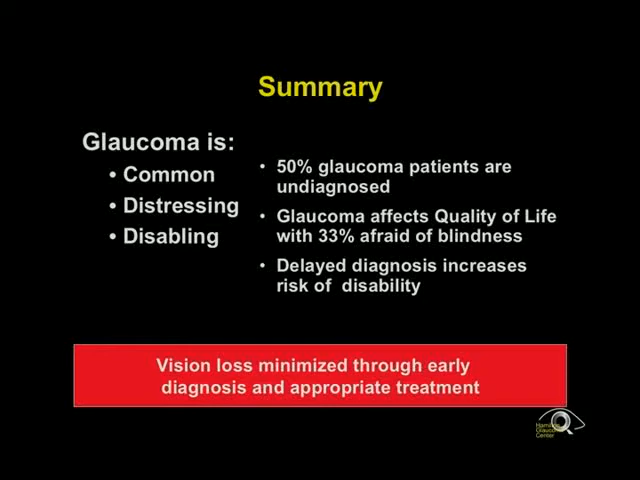 Summary
Glaucoma is:
• Common
• Distressing
• Disabling
• 50% glaucoma patients are
undiagnosed
• Glaucoma affects Quality of Life
with 33% afraid of blindness
• Delayed diagnosis increases
risk of disability
Vision loss minimized through early
diagnosis and appropriate treatment
Center